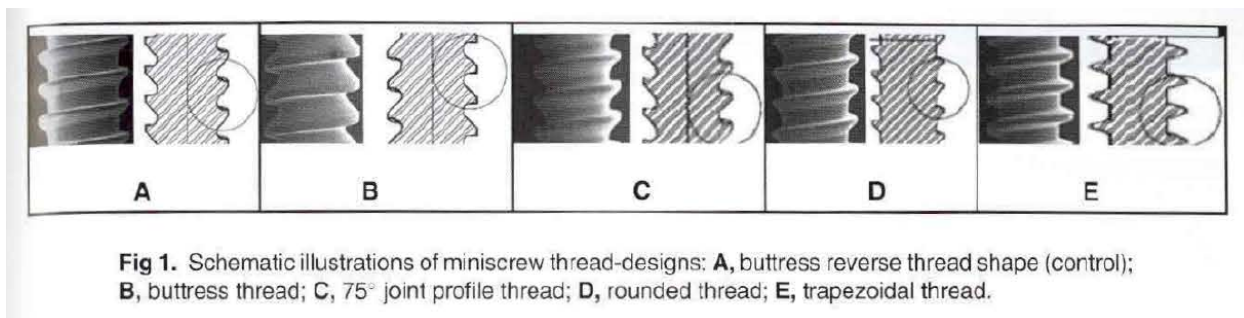 A
B
C
D
E
Fig 1. Schematic illustrations of miniscrew thread-designs: A, buttress reverse thread shape (control);
B, buttress thread; C, 75° joint profile thread; D, rounded thread; E, trapezoidal thread.